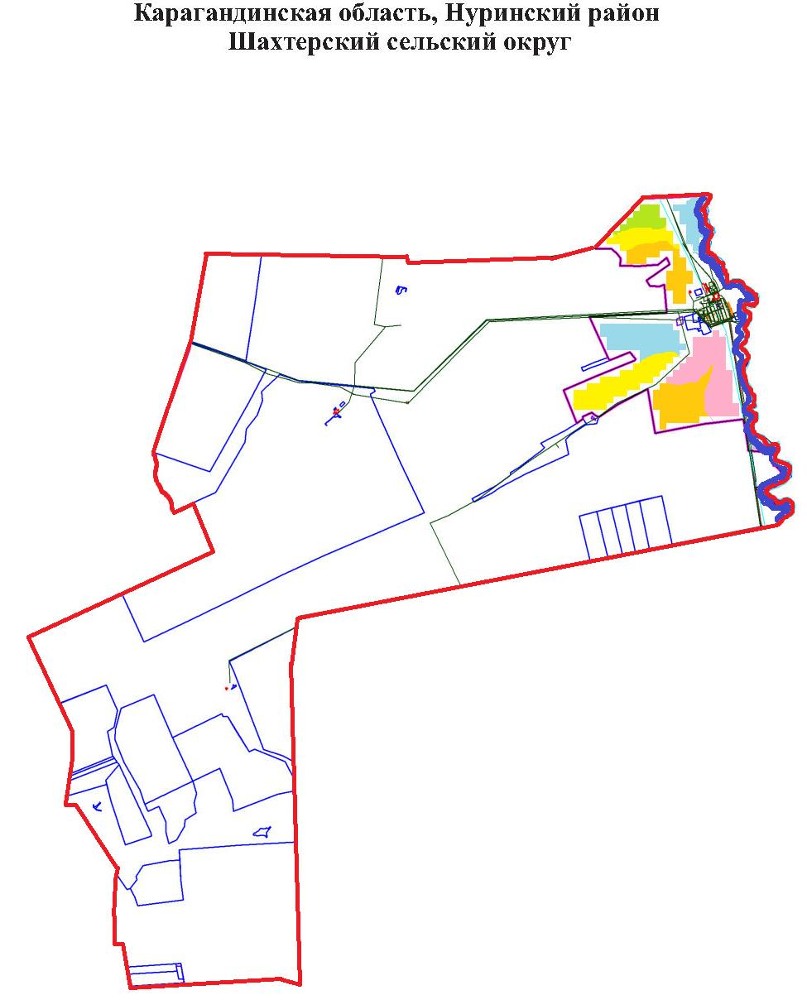 Карагандинская область, Нуринский район
Шахтерский сельский округ